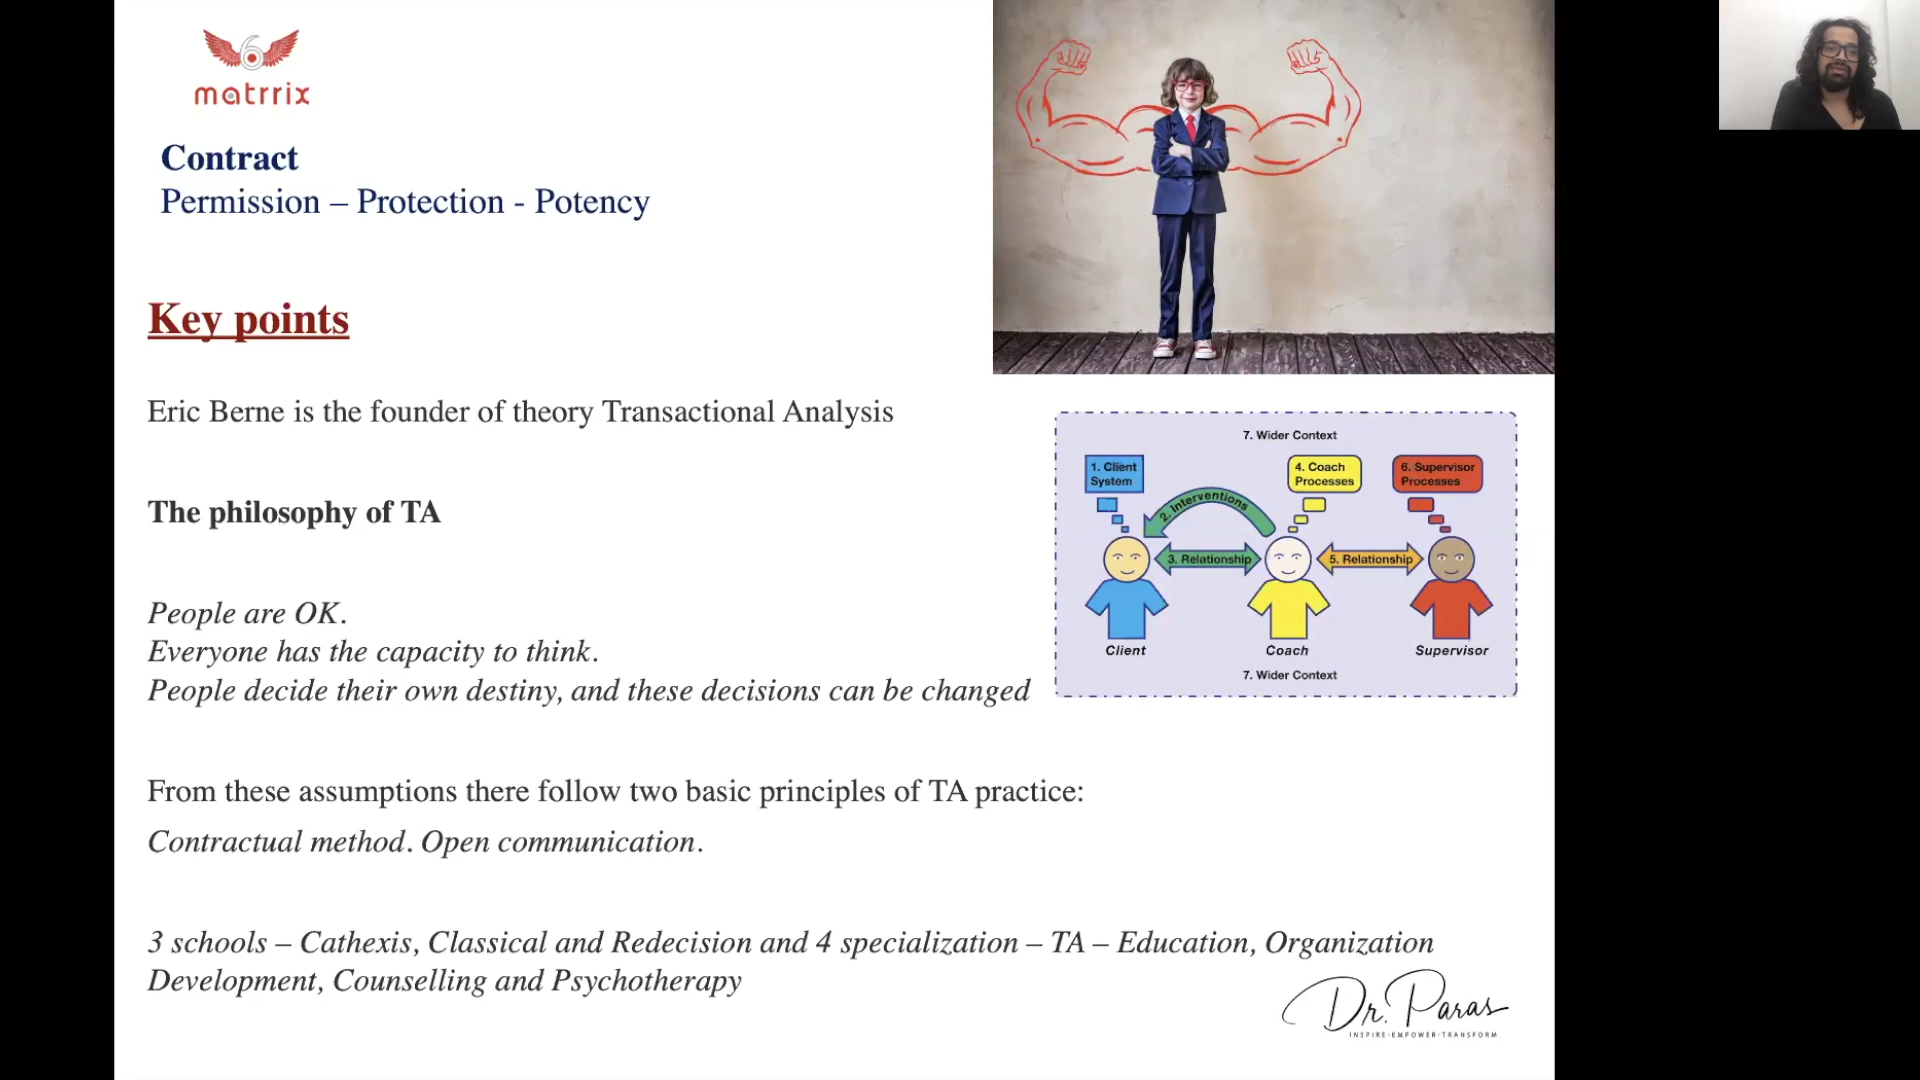 6
matrrix
Contract
Permission – Protection - Potency
Key points
Eric Berne is the founder of theory Transactional Analysis
The philosophy of TA
People are OK.
Everyone has the capacity to think.
People decide their own destiny, and these decisions can be changed
From these assumptions there follow two basic principles of TA practice:
Contractual method. Open communication.
3 schools – Cathexis, Classical and Redecision and 4 specialization – TA – Education, Organization
Development, Counselling and Psychotherapy
7. Wider Context
1. Client
System
4. Coach
Processes
6. Supervisor
Processes
2. Interventions
3. Relationship
5. Relationship
Client
Coach
Supervisor
7. Wider Context
Dr. Paras
INSPIRE-EMPOWER-TRANSFORM